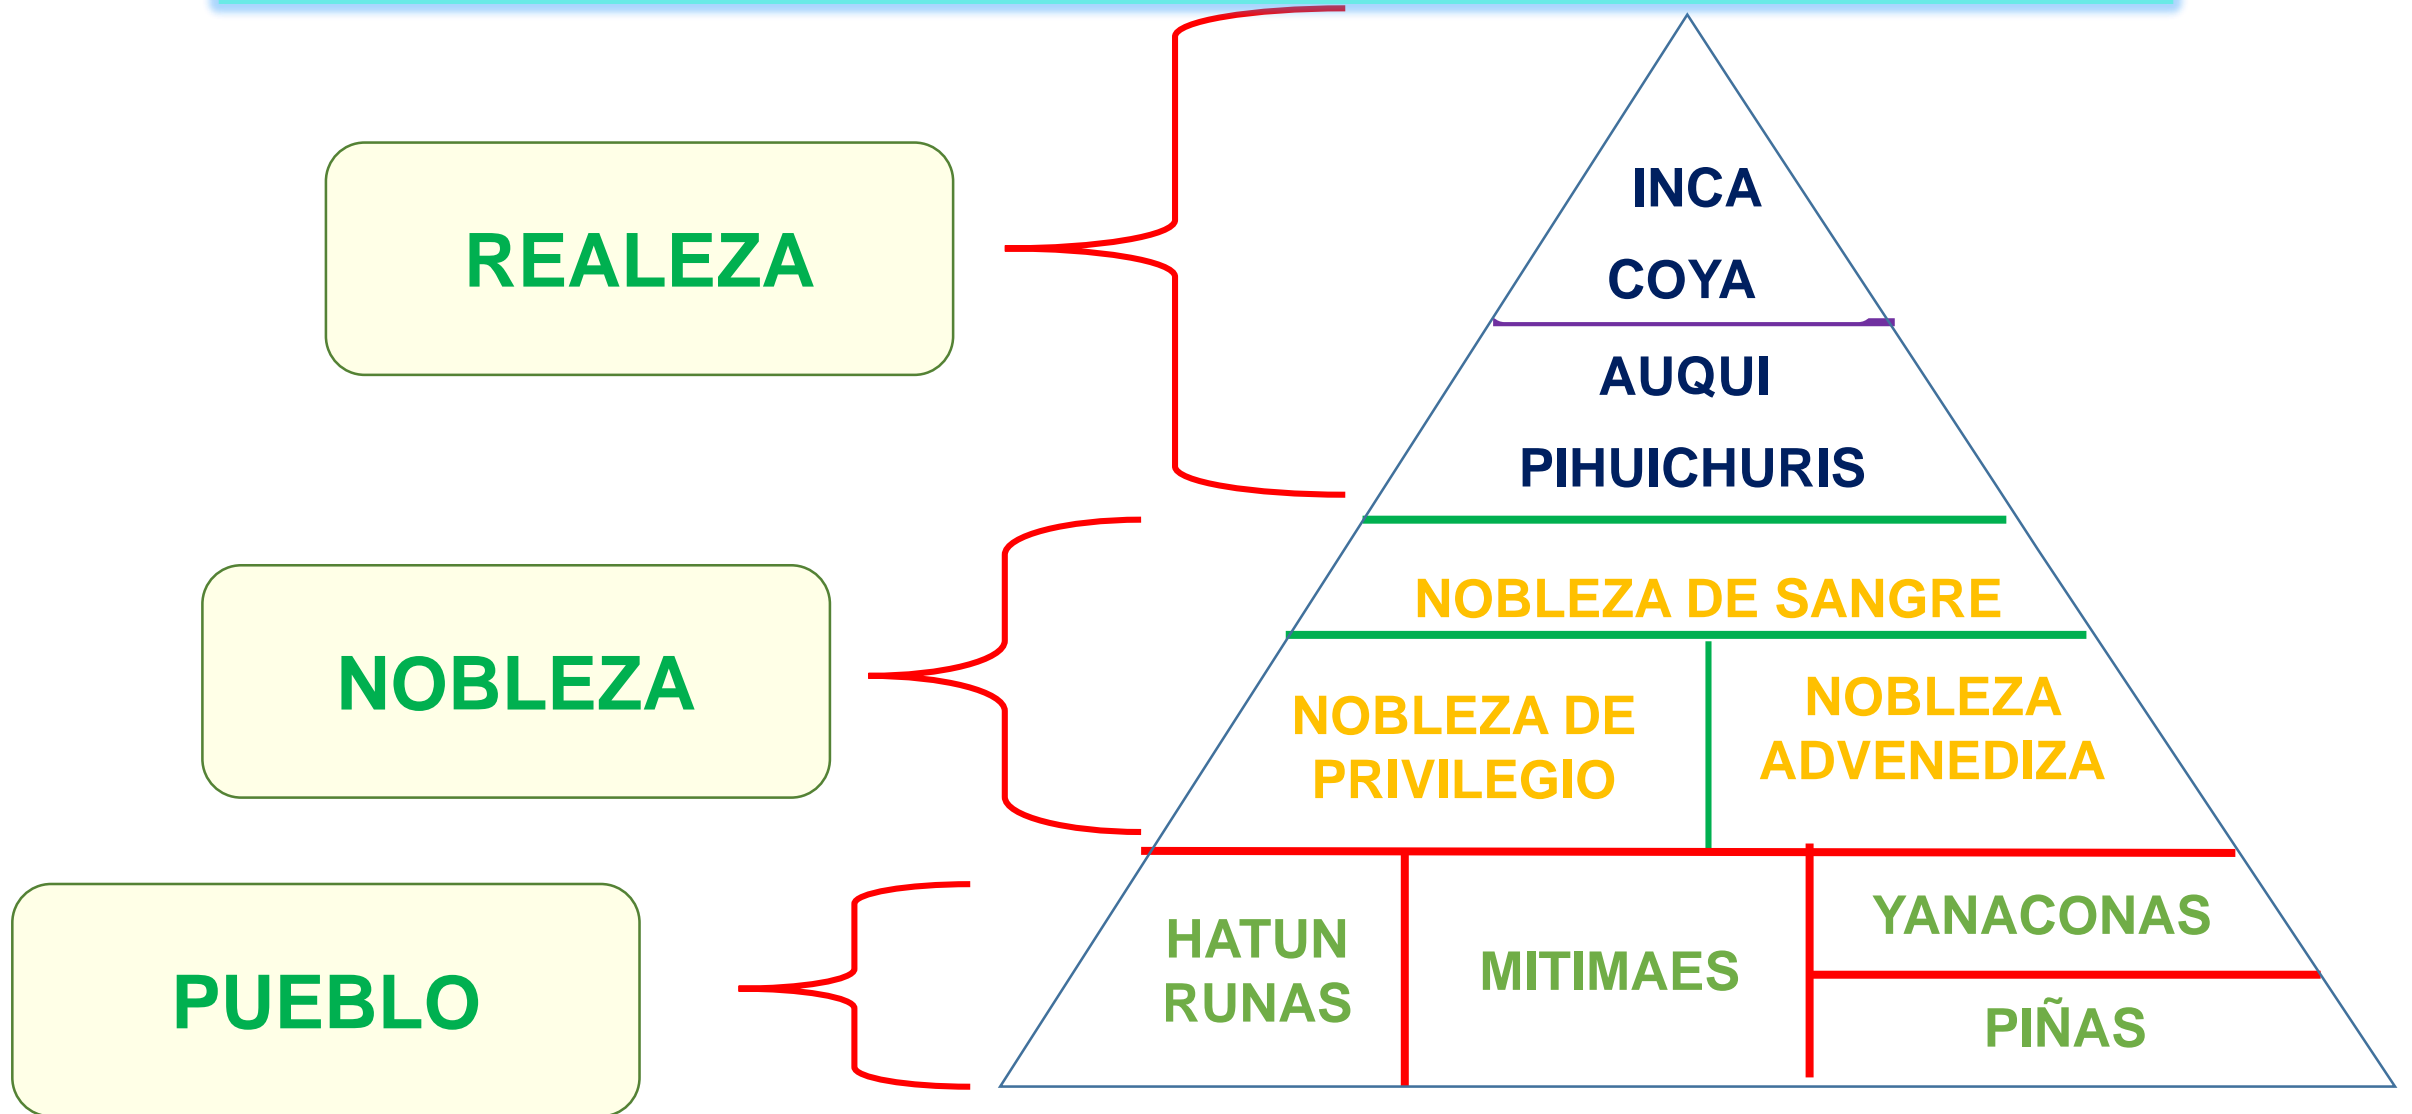 REALEZA
INCA
COYA
AUQUI
PIHUICHURIS
NOBLEZA
NOBLEZA DE SANGRE
NOBLEZA DE
PRIVILEGIO
NOBLEZA
ADVENEDIZA
PUEBLO
HATUN
RUNAS
MITIMAES
YANACONAS
PIÑAS